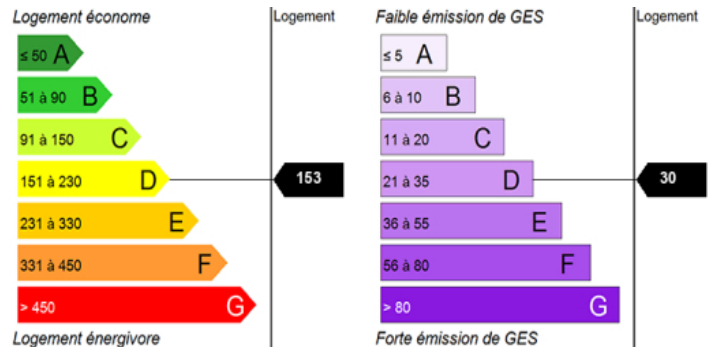 Logement économe
Logement
≤ 50 A
51 à 90 B
91 à 150 C
151 à 230 D
153
231 à 330 E
331 à 450 F
> 450 G
Logement énergivore
Faible émission de GES
Logement
≤ 5 A
6 à 10 B
11 à 20 C
21 à 35 D
30
36 à 55 E
56 à 80 F
> 80 G
Forte émission de GES